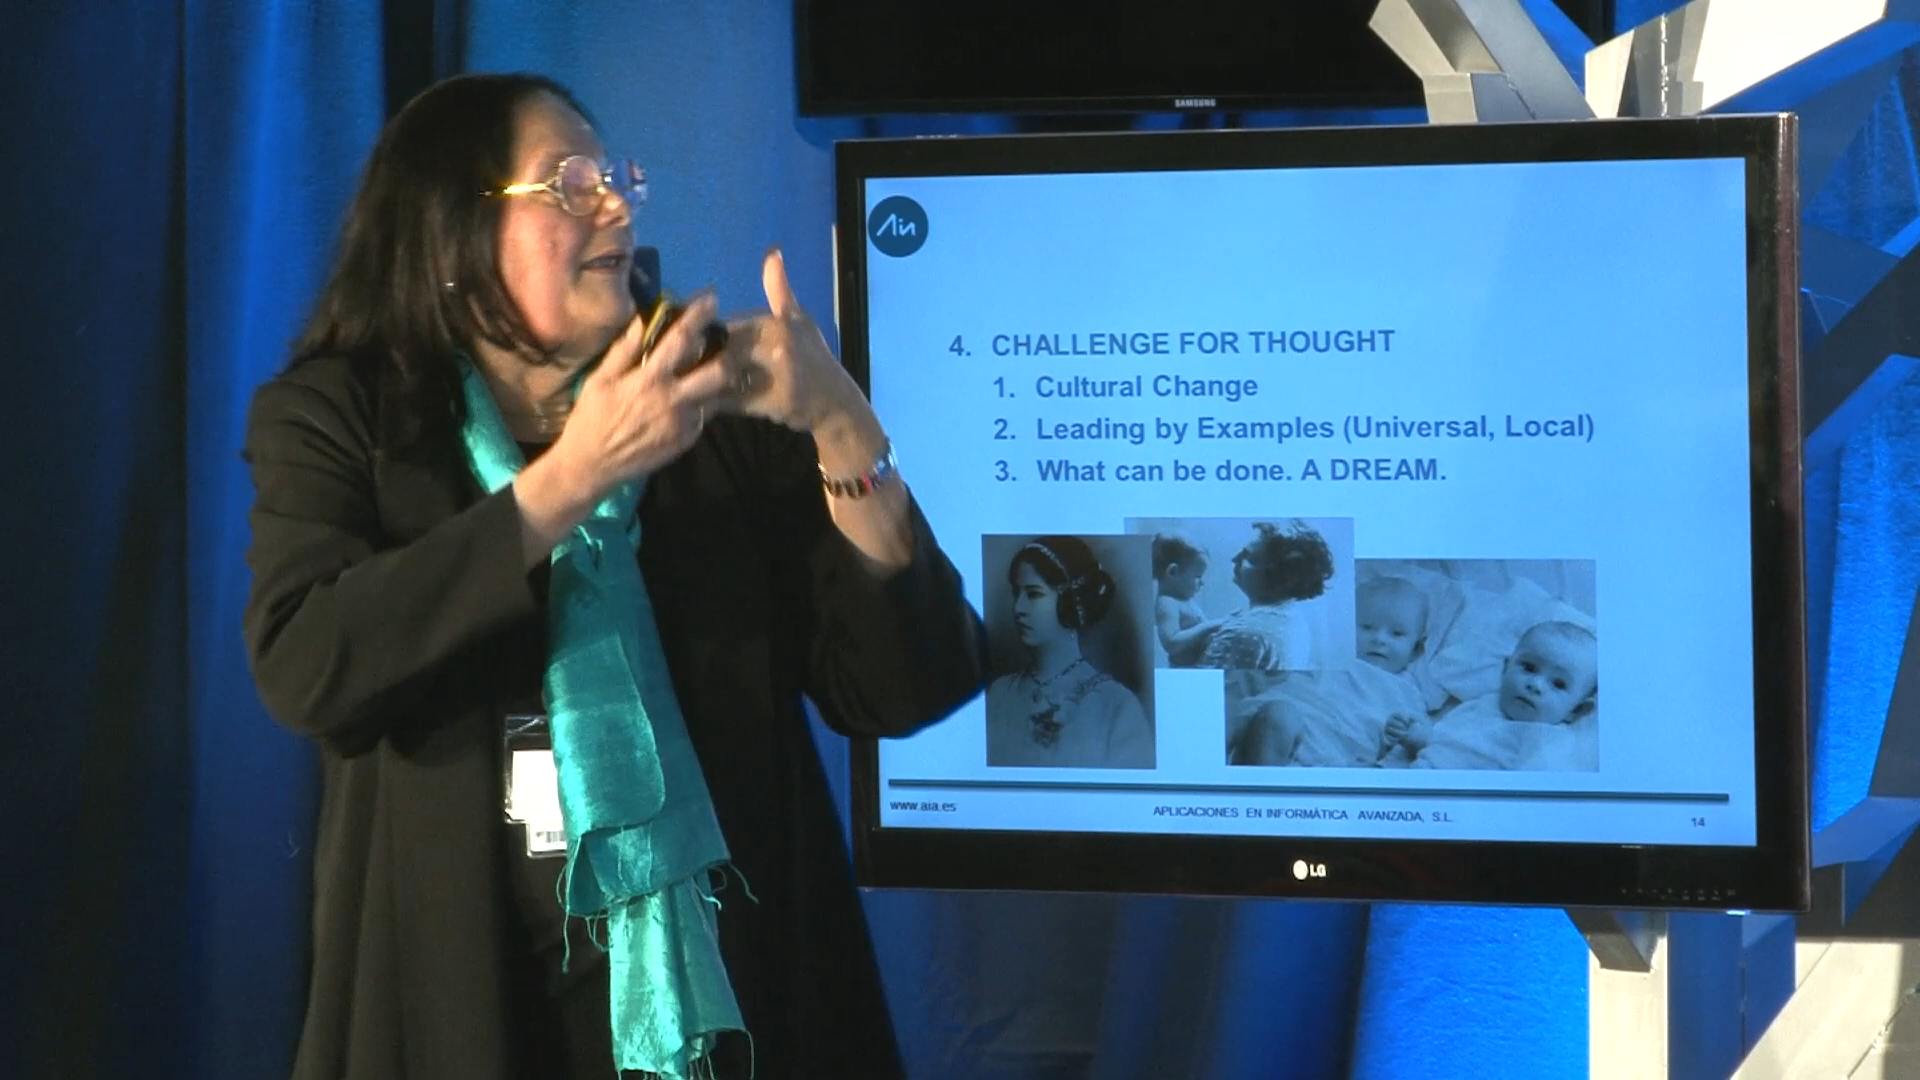 SAMSUNG
Ain
4. CHALLENGE FOR THOUGHT
1. Cultural Change
2. Leading by Examples (Universal, Local)
3. What can be done. A DREAM.
www.aia.es
APLICACIONES EN INFORMÀTICA AVANZADA, S.L.
14
LG